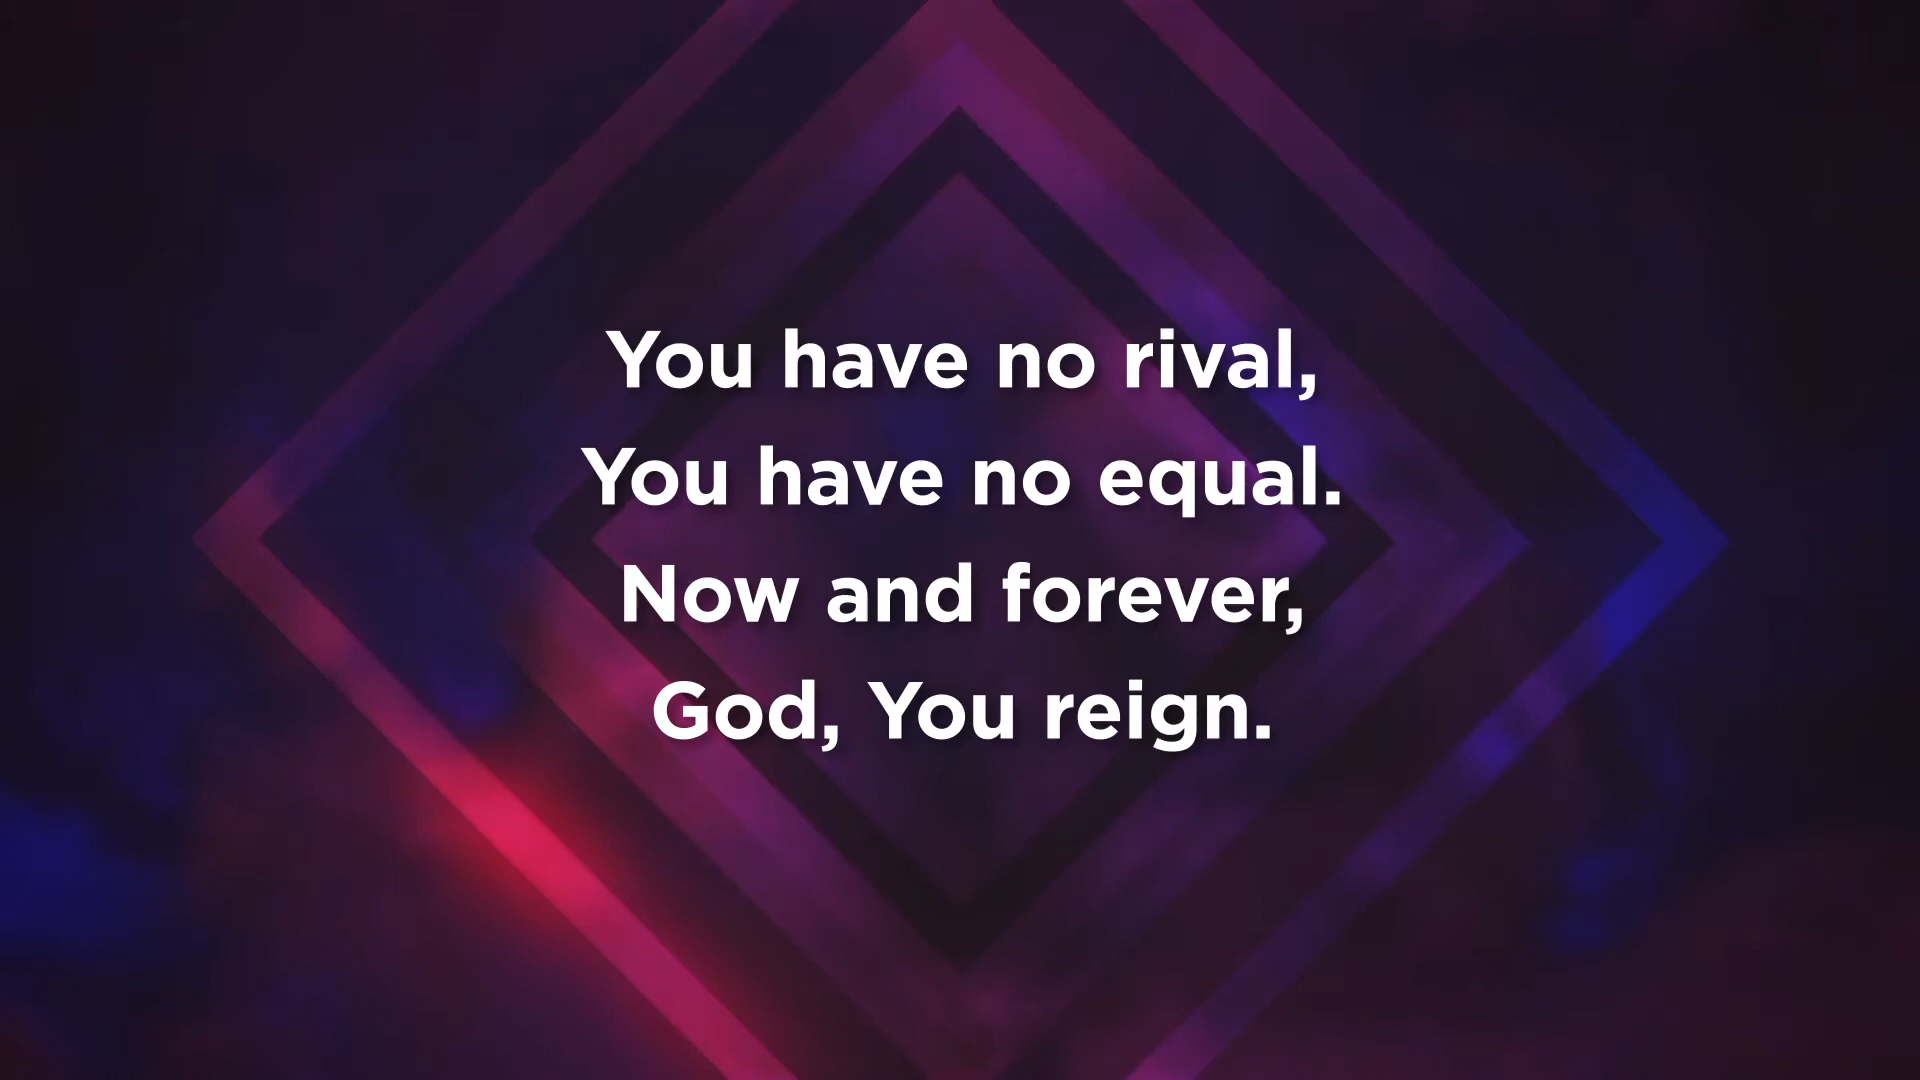 You have no rival,
You have no equal.
Now and forever,
God, You reign.